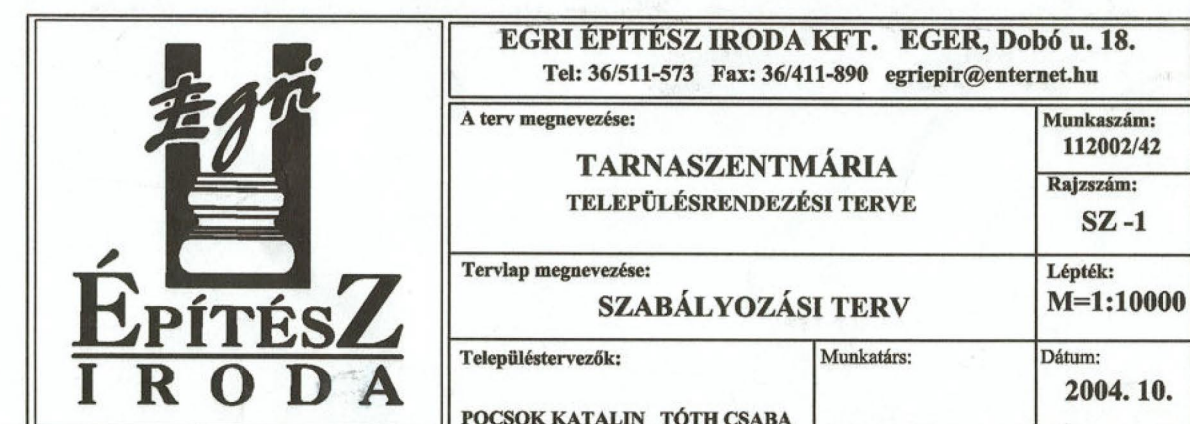 Egri
ÉPÍTÉSZ
IRODA
EGRI ÉPÍTÉSZ IRODA KFT. EGER, Dobó u. 18.
Tel: 36/511-573 Fax: 36/411-890 egriepir@enternet.hu
A terv megnevezése:
TARNASZENTMÁRIA
TELEPÜLÉSRENDEZÉSI TERVE
Munkaszám:
112002/42
Rajzszám:
SZ -1
Tervlap megnevezése:
SZABÁLYOZÁSI TERV
Lépték:
M=1:10000
Településtervezők:
POCSOK KATALIN TÓTH CSABA
Munkatárs:
Dátum:
2004. 10.